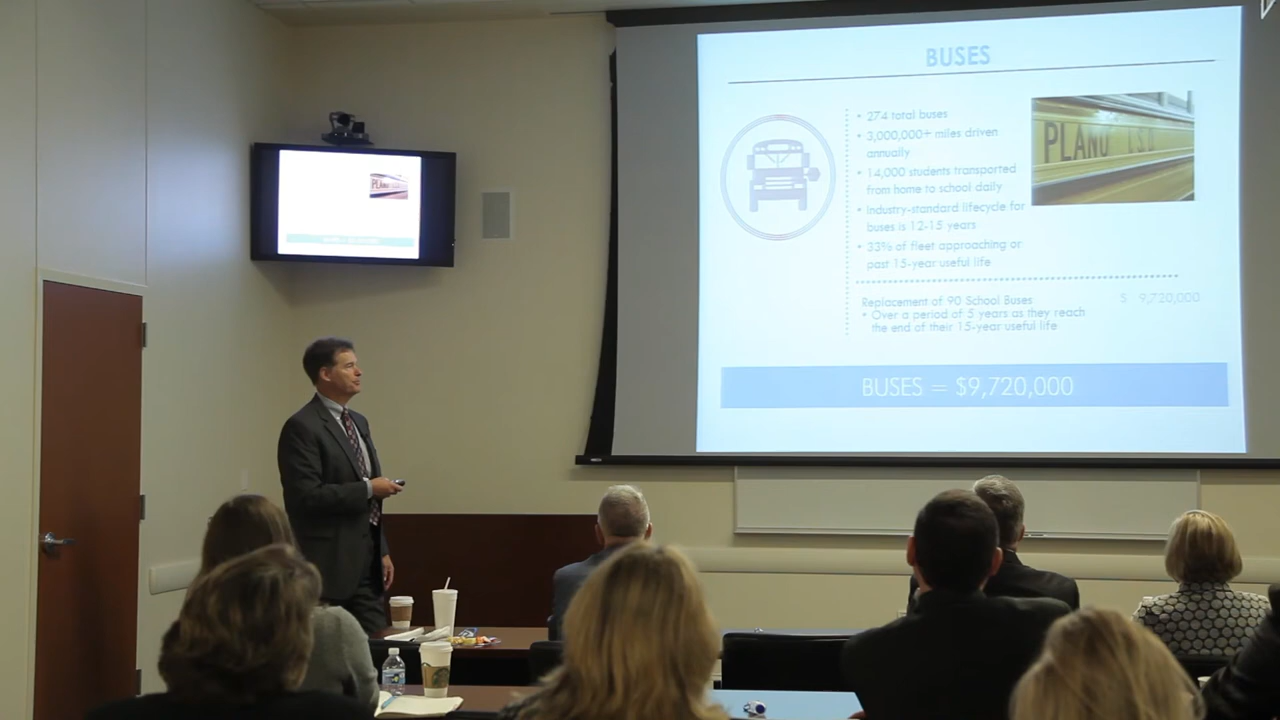 BUSES
• 274 total buses
• 3,000,000+ miles driven
annually
• 14,000 students transported
from home to school daily
• Industry-standard lifecycle for
buses is 12-15 years
• 33% of fleet approaching or
past 15-year useful life
PLANO I.S.D.
Replacement of 90 School Buses $ 9,720,000
• Over a period of 5 years as they reach
the end of their 15-year useful life
BUSES = $9,720,000
PLANO